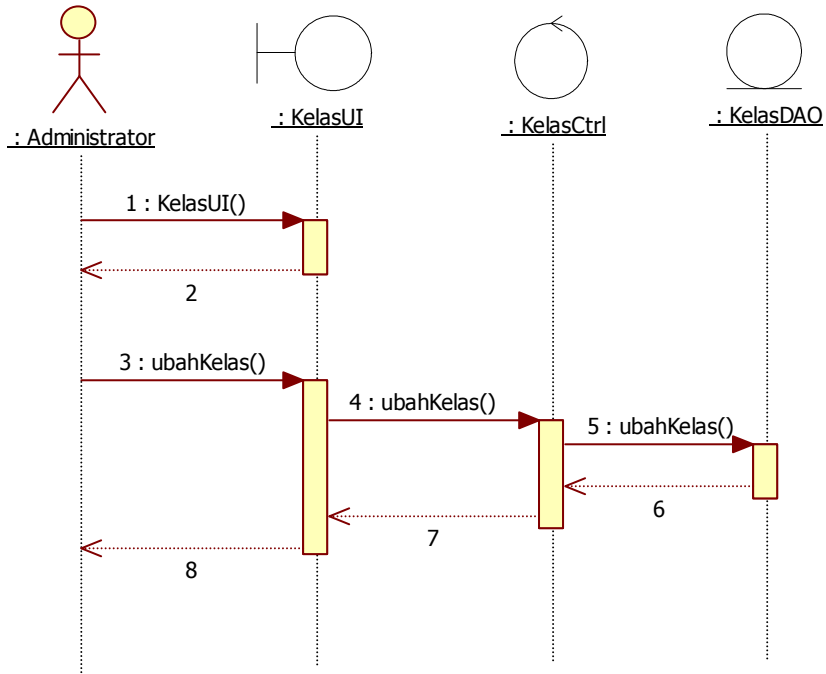 : Administrator
: KelasUI
: KelasCtrl
: KelasDAO
1 : KelasUI()
2
3 : ubahKelas()
4 : ubahKelas()
5 : ubahKelas()
6
7
8